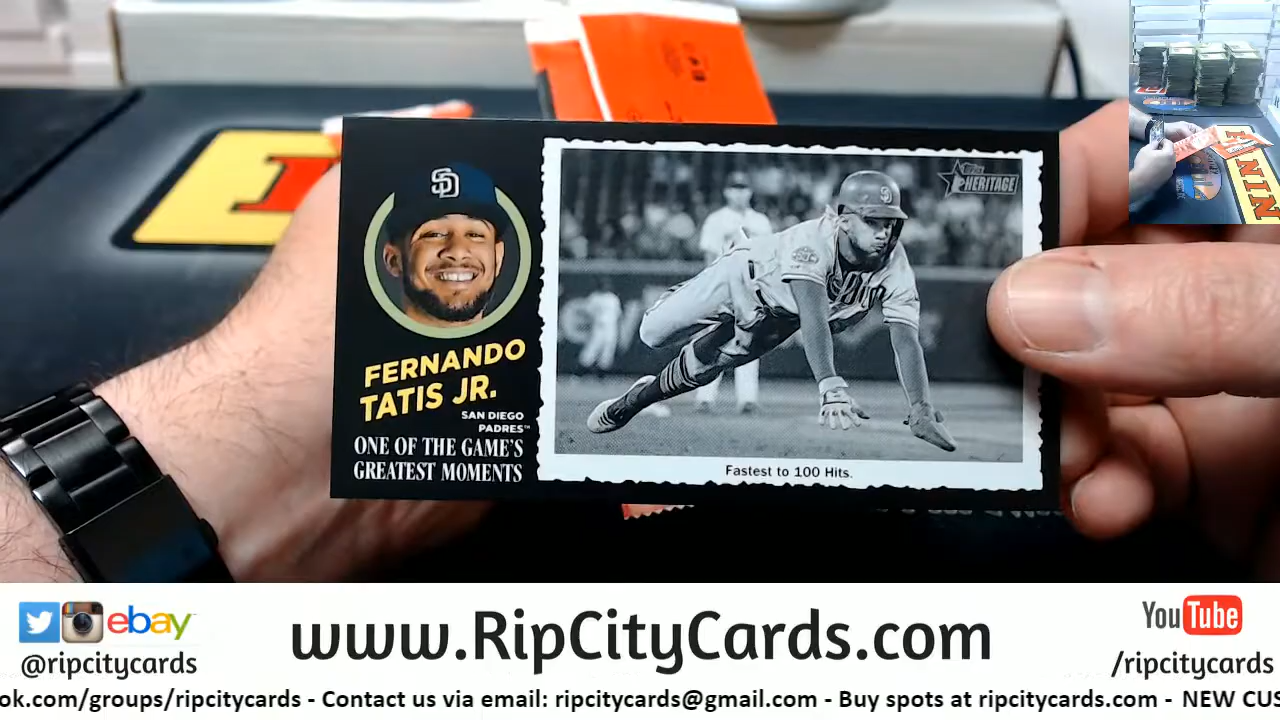 SD
FERNANDO
TATIS JR.
SAN DIEGO
PADRES™
ONE OF THE GAME'S
GREATEST MOMENTS
Topps
HERITAGE
Fastest to 100 Hits.
ebay
@ripcitycards
www.RipCityCards.com
YouTube
/ripcitycards
ok.com/groups/ripcitycards - Contact us via email: ripcitycards@gmail.com - Buy spots at ripcitycards.com - NEW CUS